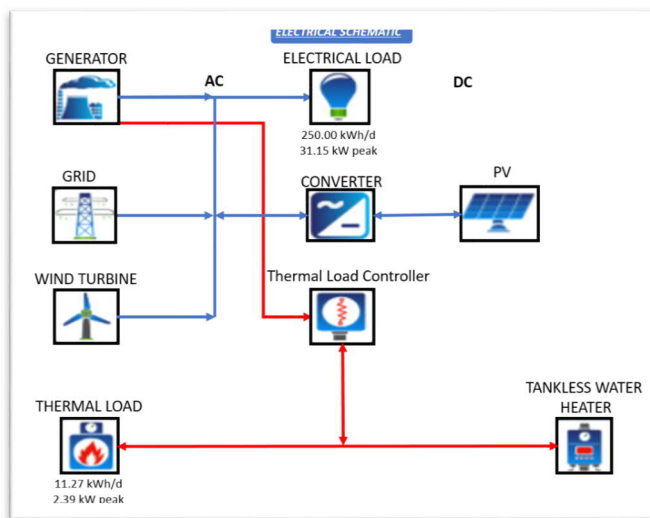 ELECTRICAL SCHEMATIC
GENERATOR
AC
ELECTRICAL LOAD
DC
250.00 kWh/d
31.15 kW peak
GRID
CONVERTER
PV
WIND TURBINE
Thermal Load Controller
THERMAL LOAD
11.27 kWh/d
2.39 kW peak
TANKLESS WATER
HEATER